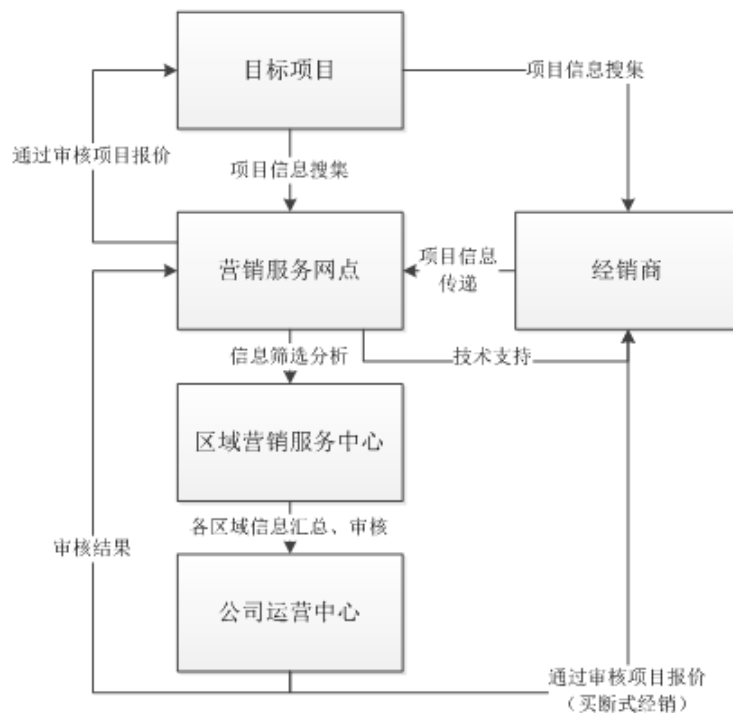 目标项目
项目信息搜集
通过审核项目报价
项目信息搜集
营销服务网点
项目信息
传递
经销商
信息筛选分析
技术支持
区域营销服务中心
各区域信息汇总、审核
审核结果
公司运营中心
通过审核项目报价
（买断式经销）